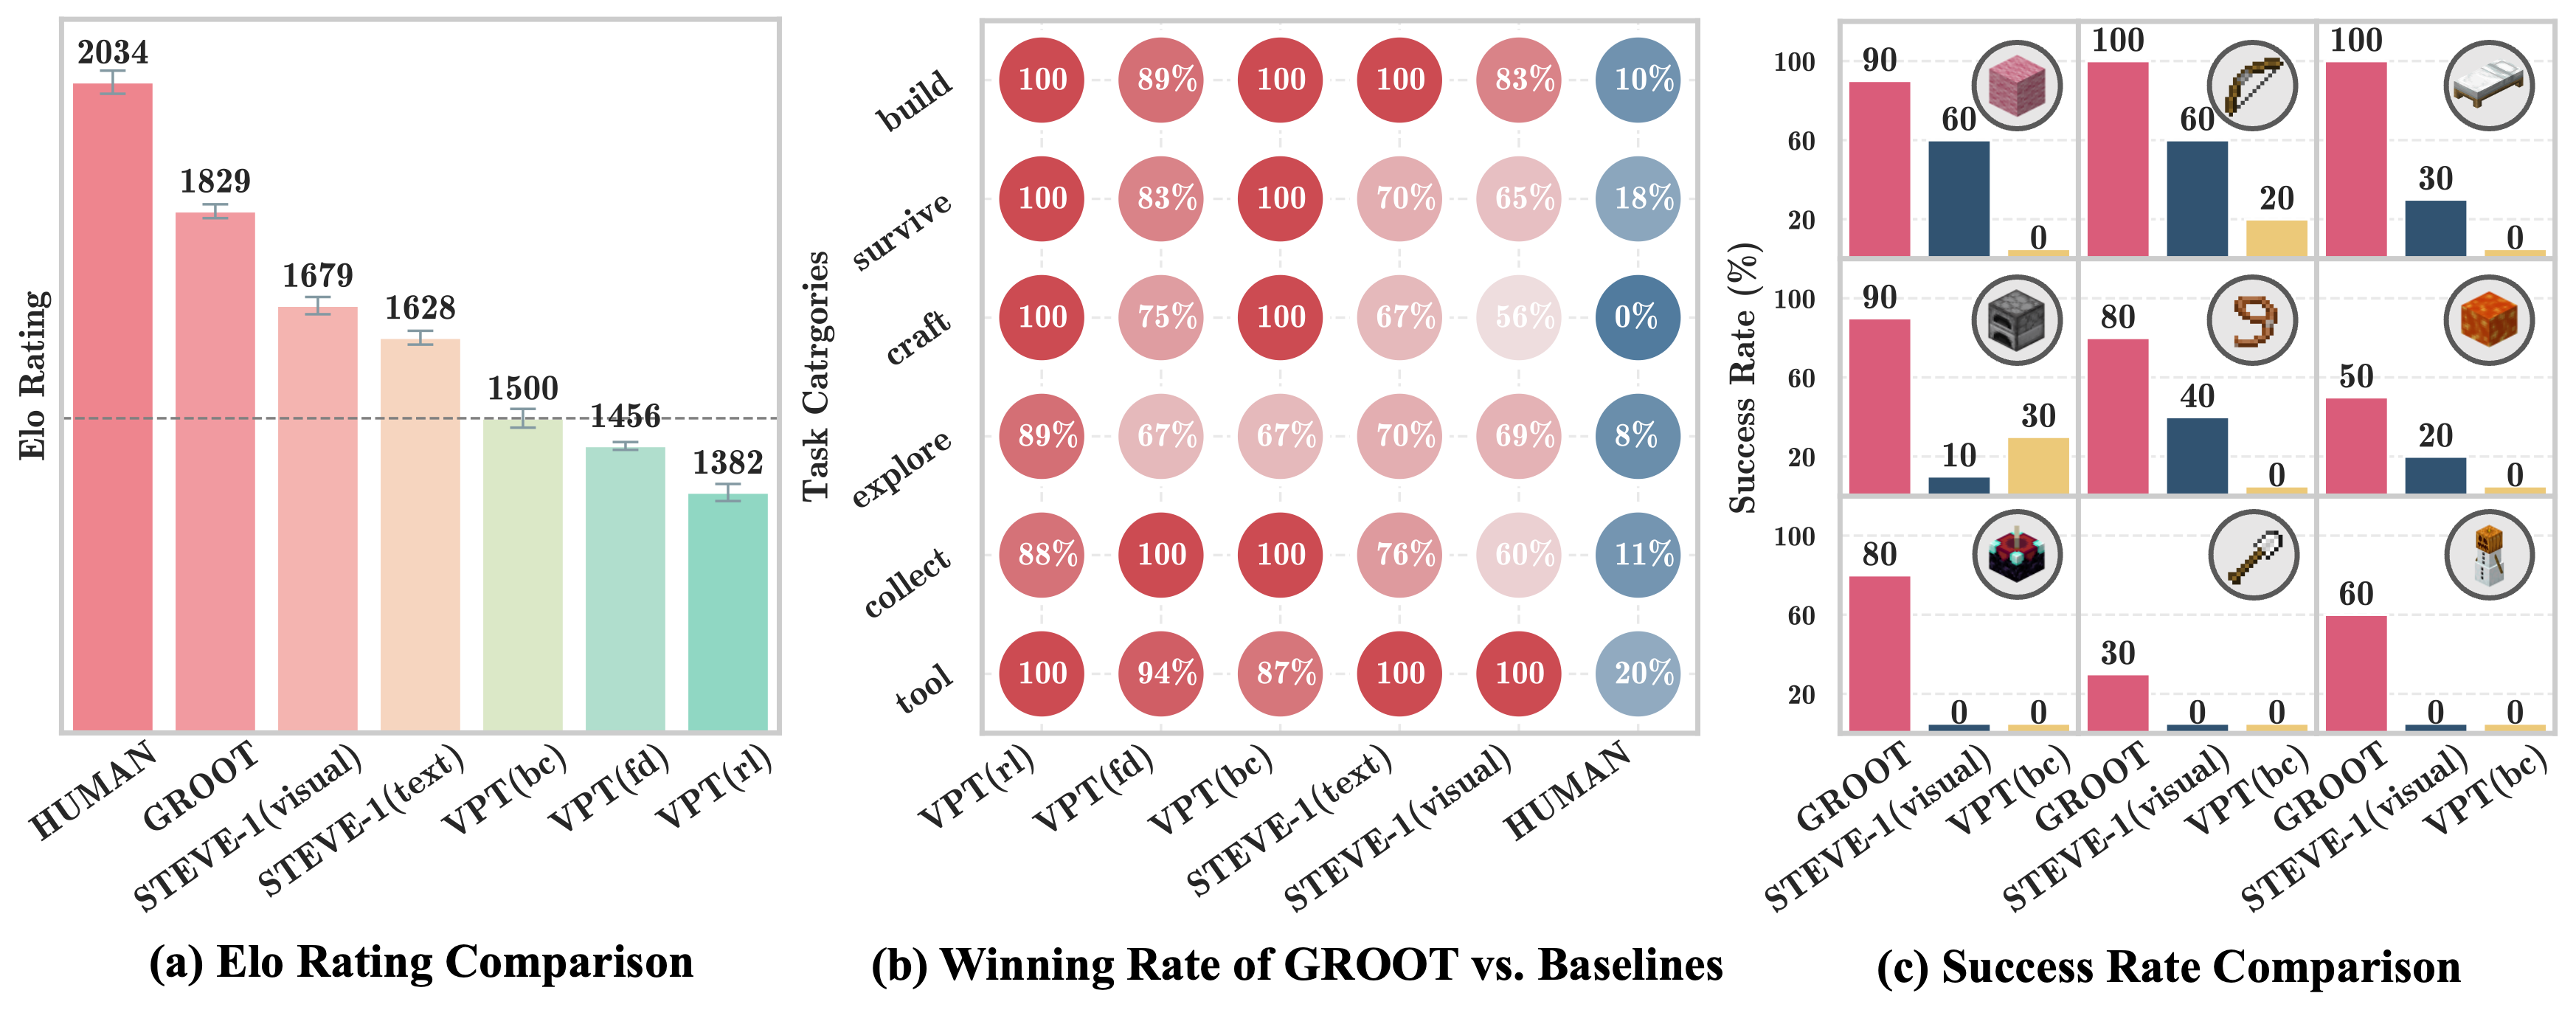 Elo Rating
2034
1829
1679
1628
1500
1456
1382
HUMAN
GROOT
STEVE-1(visual)
STEVE-1(text)
VPT(bc)
VPT(fd)
VPT(rl)
(a) Elo Rating Comparison
Task Catrgories
build 100 89% 100 100 83% 10%
survive 100 83% 100 70% 65% 18%
craft 100 75% 100 67% 56% 0%
explore 89% 67% 67% 70% 69% 8%
collect 88% 100 100 76% 60% 11%
tool 100 94% 87% 100 100 20%
VPT(rl)
VPT(fd)
VPT(bc)
STEVE-1(text)
STEVE-1(visual)
HUMAN
(b) Winning Rate of GROOT vs. Baselines
Success Rate (%)
100
60
20
90 60 0
100 60 20
100 30 0
100
60
20
90 10 30
80 40 0
50 20 0
100
60
20
80 0 0
30 0 0
60 0 0
GROOT
STEVE-1(visual)
VPT(bc)
GROOT
STEVE-1(visual)
VPT(bc)
GROOT
STEVE-1(visual)
VPT(bc)
(c) Success Rate Comparison